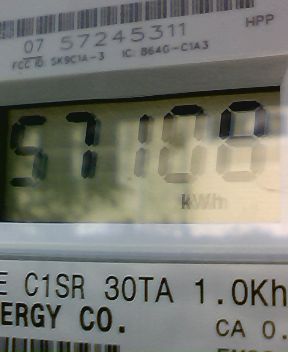 HPP
07 57245311
FCC ID: SK9C1A-3 IC: 864G-C1A3
57108
kWh
E C1SR 30TA 1.0Kh
ERGY CO.
CA 0.